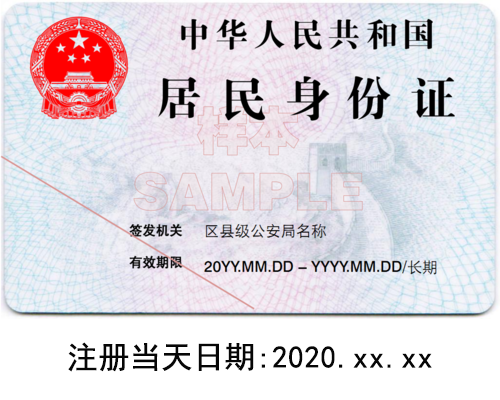 中华人民共和国
居民身份证
样本
SAMPLE
签发机关 区县级公安局名称
有效期限 20YY.MM.DD – YYYY.MM.DD/长期
注册当天日期:2020.xx.xx